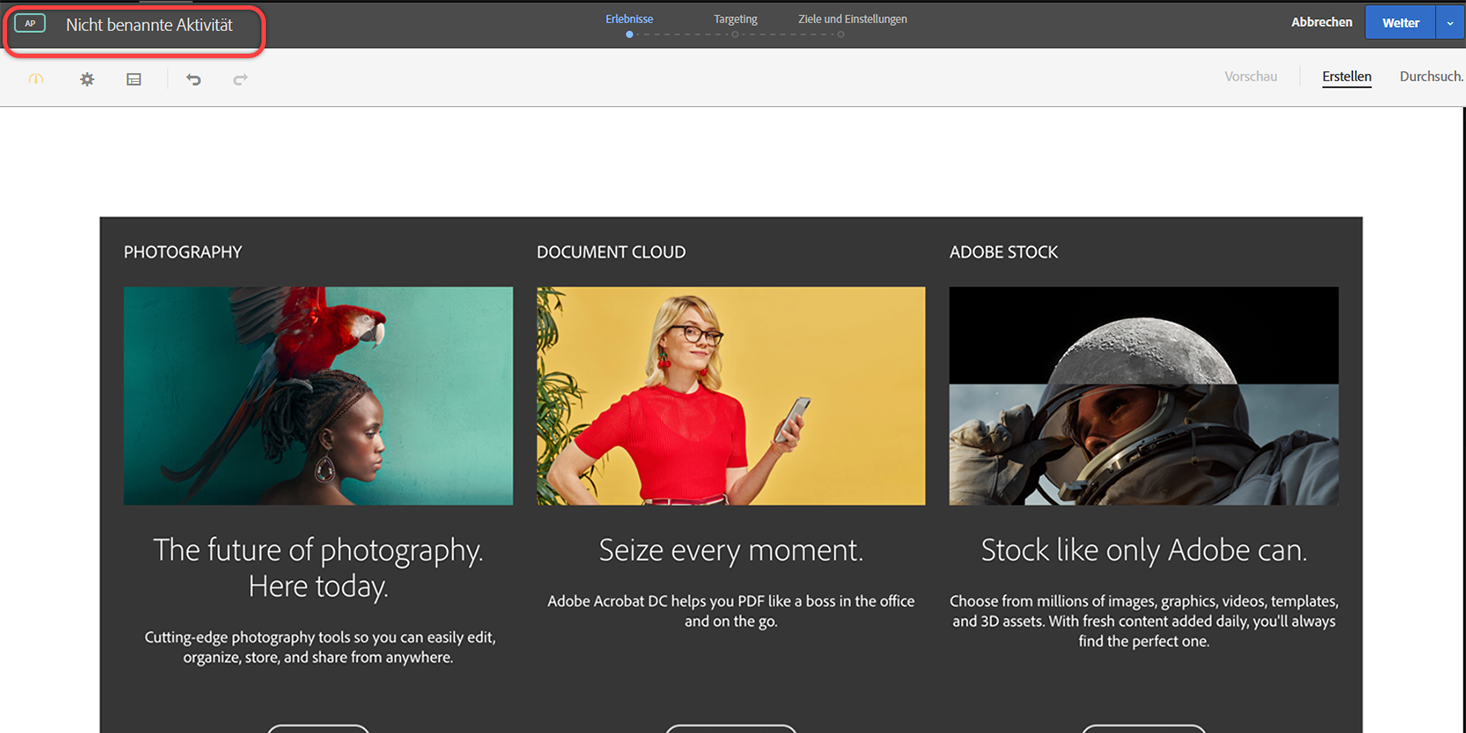 AP Nicht benannte Aktivität
Erlebnisse Targeting Ziele und Einstellungen
Abbrechen Weiter
Vorschau Erstellen Durchsuch.
PHOTOGRAPHY
The future of photography.
Here today.
Cutting-edge photography tools so you can easily edit,
organize, store, and share from anywhere.
DOCUMENT CLOUD
Seize every moment.
Adobe Acrobat DC helps you PDF like a boss in the office
and on the go.
ADOBE STOCK
Stock like only Adobe can.
Choose from millions of images, graphics, videos, templates,
and 3D assets. With fresh content added daily, you'll always
find the perfect one.